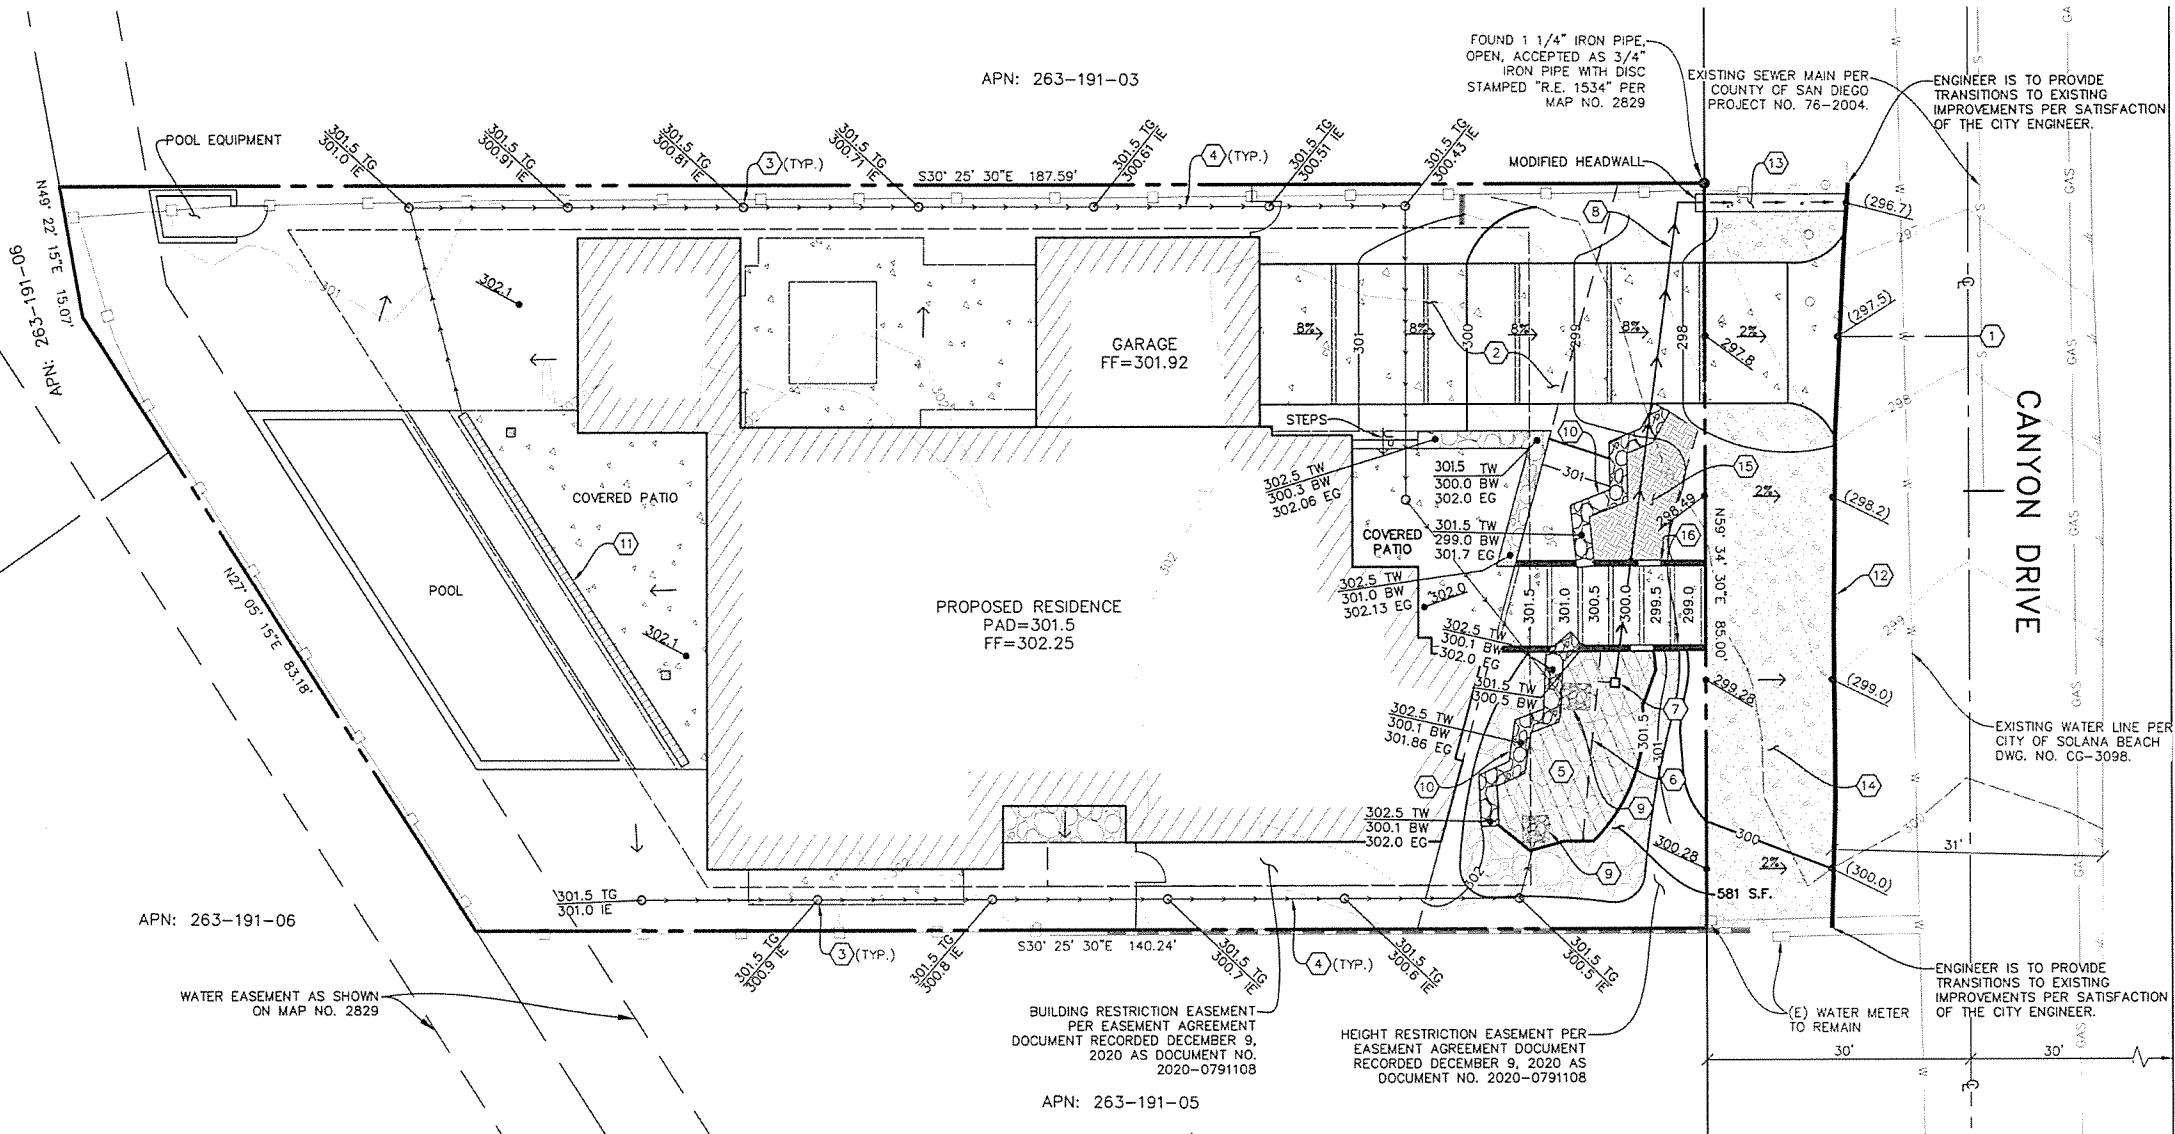 FOUND 1 1/4" IRON PIPE,
OPEN, ACCEPTED AS 3/4"
IRON PIPE WITH DISC
STAMPED "R.E. 1534" PER
MAP NO. 2829
EXISTING SEWER MAIN PER
COUNTY OF SAN DIEGO
PROJECT NO. 76-2004.
ENGINEER IS TO PROVIDE
TRANSITIONS TO EXISTING
IMPROVEMENTS PER SATISFACTION
OF THE CITY ENGINEER.
APN: 263-191-03
POOL EQUIPMENT
301.5 TG
301.0 IE
301.5 TG
300.91 IE
301.5 TG
300.81 IE
3 (TYP.)
301.5 TG
300.71 IE
301.5 TG
300.61 IE
4 (TYP.)
301.5 TG
300.51 IE
301.5 TG
300.43 IE
MODIFIED HEADWALL
13
S30° 25' 30"E 187.59'
N49° 22' 15"E 15.07'
APN: 263-191-06
8
(296.7)
301
302.1
GARAGE
FF=301.92
8%
301
8%
300
8%
299
8%
298
2%
297.8
(297.5)
1
2
298
STEPS
10
301
15
302.5 TW
300.3 BW
302.06 EG
301.5 TW
300.0 BW
302.0 EG
298.49
2%
(298.2)
COVERED PATIO
11
COVERED
PATIO
301.5 TW
299.0 BW
301.7 EG
302
16
N59° 34' 30"E 85.00'
12
CANYON DRIVE
POOL
302.1
302
PROPOSED RESIDENCE
PAD=301.5
FF=302.25
302.5 TW
301.0 BW
302.13 EG
302.0
301.5
301.0
300.5
300.0
299.5
299.0
299
302.5 TW
300.1 BW
302.0 EG
301.5 TW
300.5 BW
7
299.28
(299.0)
302.5 TW
300.1 BW
301.86 EG
301.5
301
5
6
10
9
14
EXISTING WATER LINE PER
CITY OF SOLANA BEACH
DWG. NO. CG-3098.
N27° 05' 15"E 83.18'
302.5 TW
300.1 BW
302.0 EG
300.28
300
2%
(300.0)
300
31'
302
9
581 S.F.
301.5 TG
301.0 IE
APN: 263-191-06
301.5 TG
300.9 IE
3 (TYP.)
301.5 TG
300.8 IE
S30° 25' 30"E 140.24'
301.5 TG
300.7 IE
4 (TYP.)
301.5 TG
300.6 IE
301.5 TG
300.5 IE
WATER EASEMENT AS SHOWN
ON MAP NO. 2829
BUILDING RESTRICTION EASEMENT
PER EASEMENT AGREEMENT
DOCUMENT RECORDED DECEMBER 9,
2020 AS DOCUMENT NO.
2020-0791108
HEIGHT RESTRICTION EASEMENT PER
EASEMENT AGREEMENT DOCUMENT
RECORDED DECEMBER 9, 2020 AS
DOCUMENT NO. 2020-0791108
(E) WATER METER
TO REMAIN
ENGINEER IS TO PROVIDE
TRANSITIONS TO EXISTING
IMPROVEMENTS PER SATISFACTION
OF THE CITY ENGINEER.
30'
30'
APN: 263-191-05
W
S
GAS